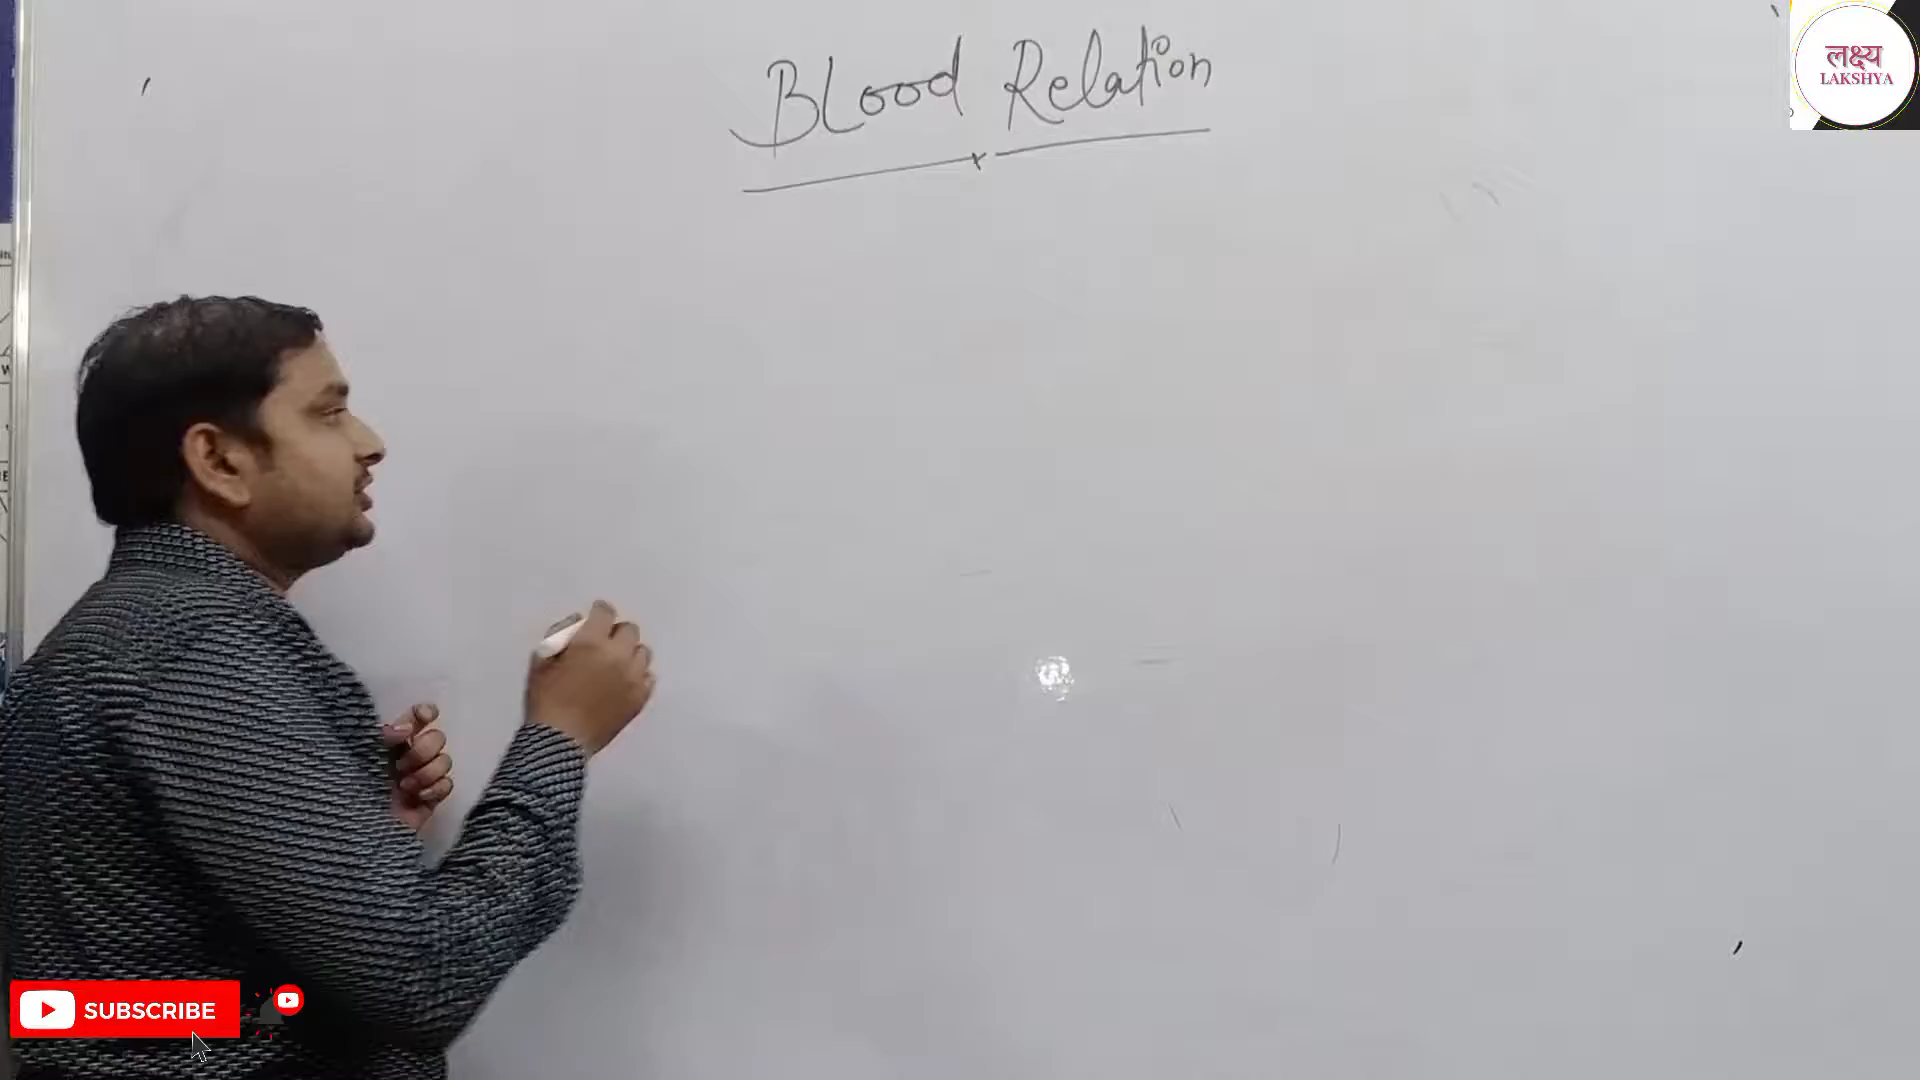 Blood Relation
लक्ष्य
LAKSHYA
SUBSCRIBE